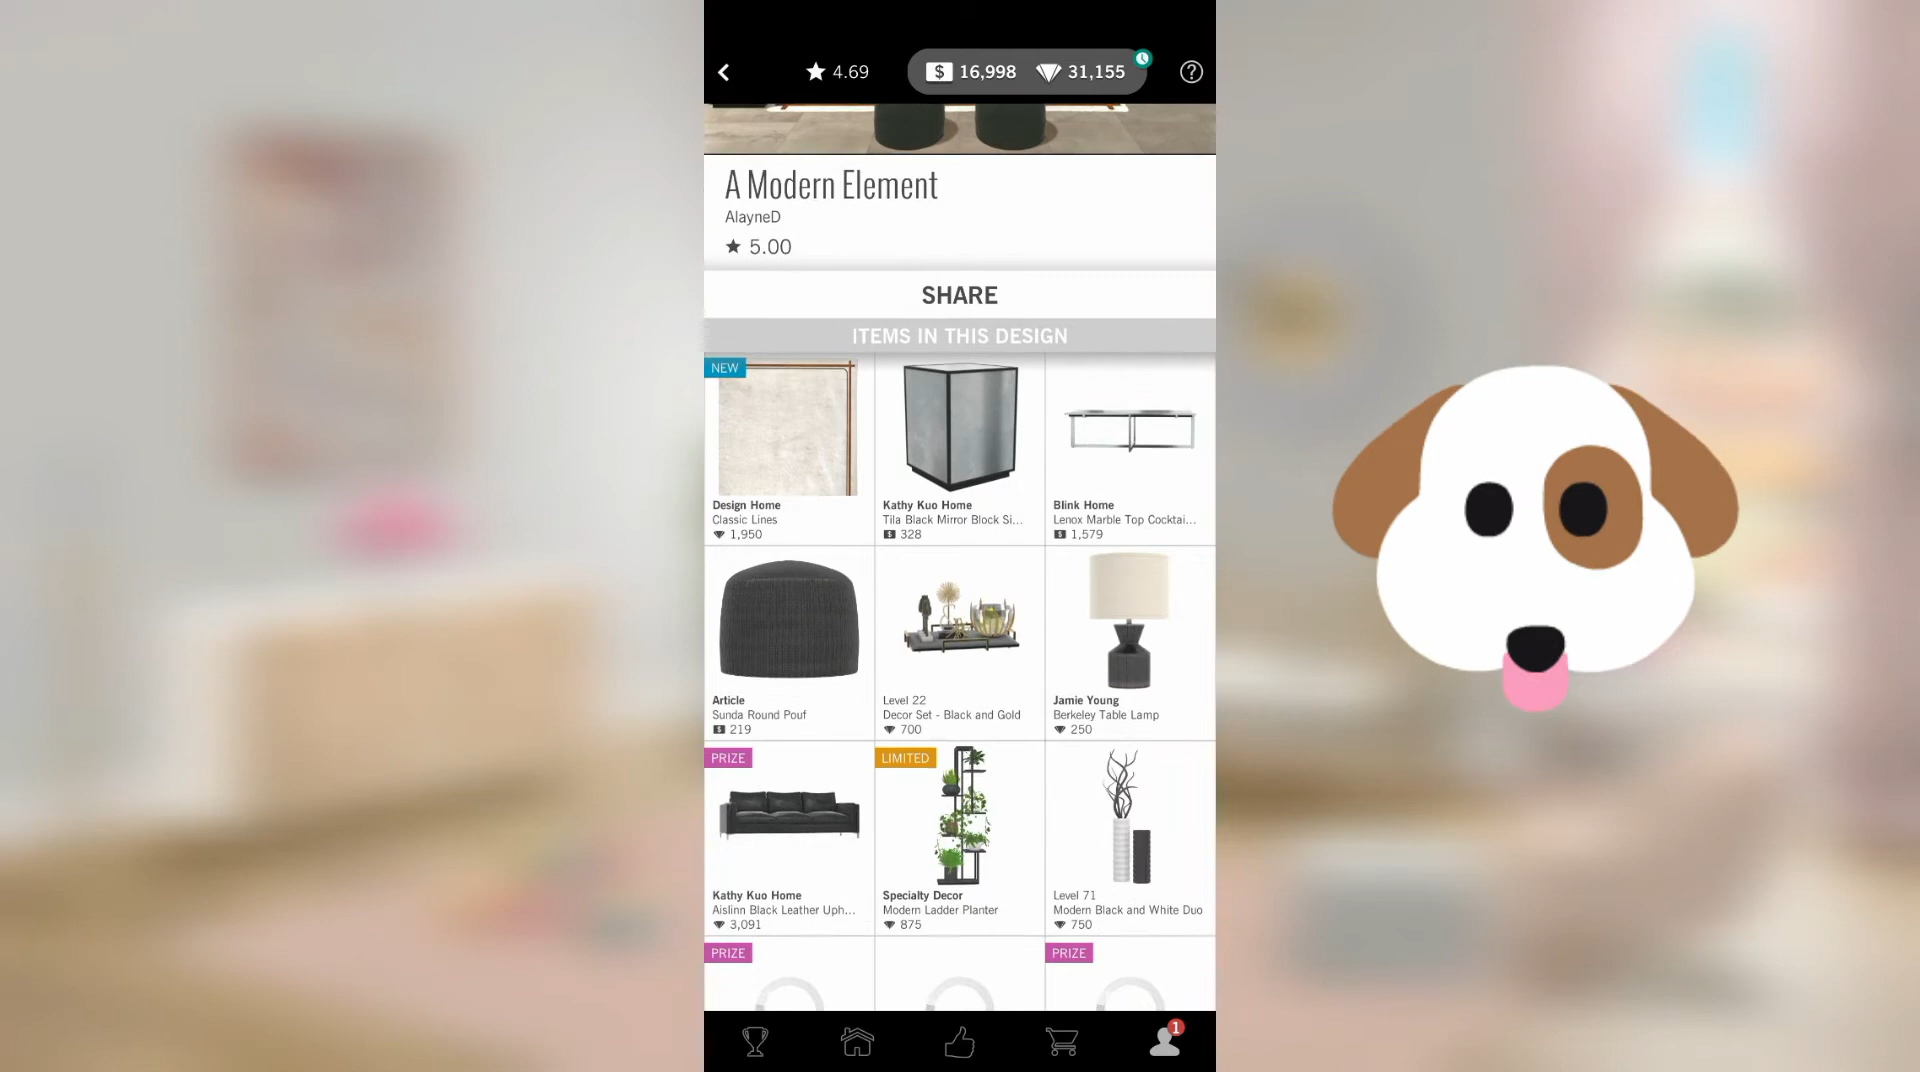 4.69
$ 16,998
31,155
?
A Modern Element
AlayneD
5.00
SHARE
ITEMS IN THIS DESIGN
NEW
Design Home
Classic Lines
1,950
Kathy Kuo Home
Tila Black Mirror Block Si...
$ 328
Blink Home
Lenox Marble Top Cocktai...
$ 1,579
Article
Sunda Round Pouf
$ 219
Level 22
Decor Set - Black and Gold
700
Jamie Young
Berkeley Table Lamp
250
PRIZE
Kathy Kuo Home
Aislinn Black Leather Uph...
3,091
LIMITED
Specialty Decor
Modern Ladder Planter
875
Level 71
Modern Black and White Duo
750
PRIZE
PRIZE
1